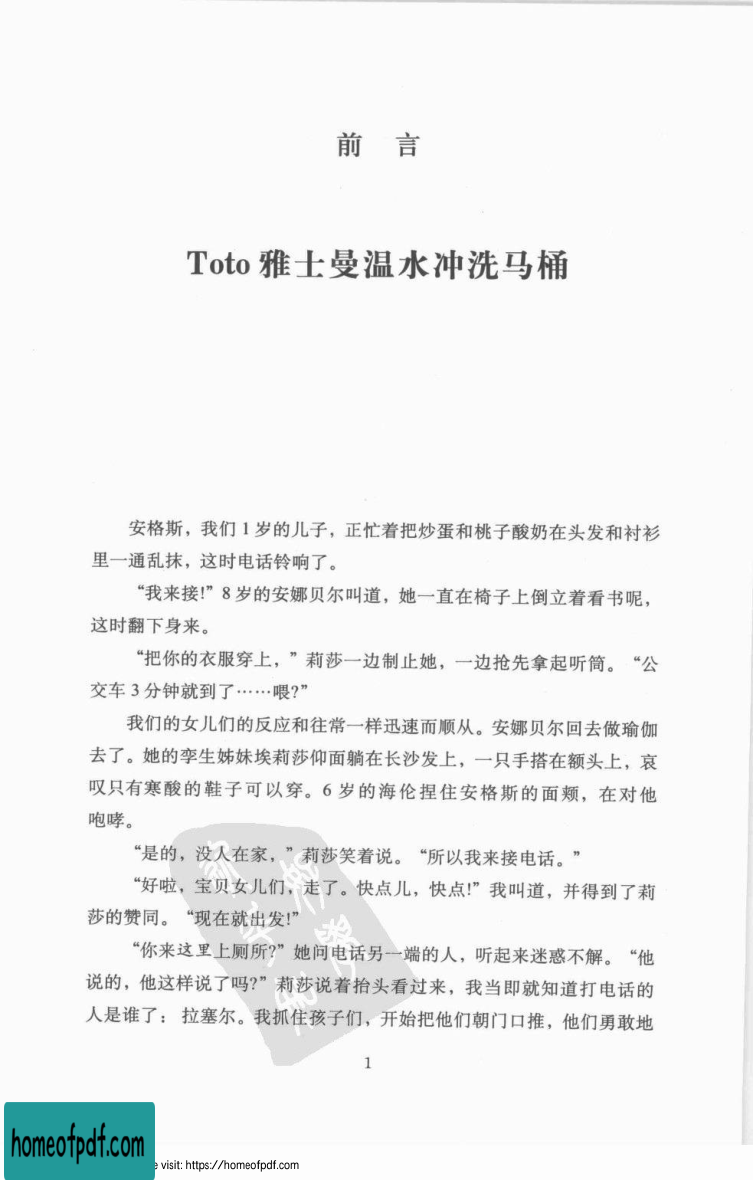 前 言
Toto 雅士曼温水冲洗马桶
安格斯，我们 1 岁的儿子，正忙着把炒蛋和桃子酸奶在头发和衬衫
里一通乱抹，这时电话铃响了。
“我来接!” 8 岁的安娜贝尔叫道，她一直在椅子上倒立着看书呢，
这时翻下身来。
“把你的衣服穿上，” 莉莎一边制止她，一边抢先拿起听筒。“公
交车 3 分钟就到了……喂?”
我们的女儿们的反应和往常一样迅速而顺从。安娜贝尔回去做瑜伽
去了。她的孪生姊妹埃莉莎仰面躺在长沙发上，一只手搭在额头上，哀
叹只有寒酸的鞋子可以穿。6 岁的海伦捏住安格斯的面颊，在对他
咆哮。
“是的，没人在家，” 莉莎笑着说。“所以我来接电话。”
“好啦，宝贝女儿们，走了。快点儿，快点!” 我叫道，并得到了莉
莎的赞同。“现在就出发!”
“你来这里上厕所?” 她问电话另一端的人，听起来迷惑不解。“他
说的，他这样说了吗?” 莉莎说着抬头看过来，我当即就知道打电话的
人是谁了：拉塞尔。我抓住孩子们，开始把他们朝门口推，他们勇敢地
1
homeofpdf.com
e visit: https://homeofpdf.com